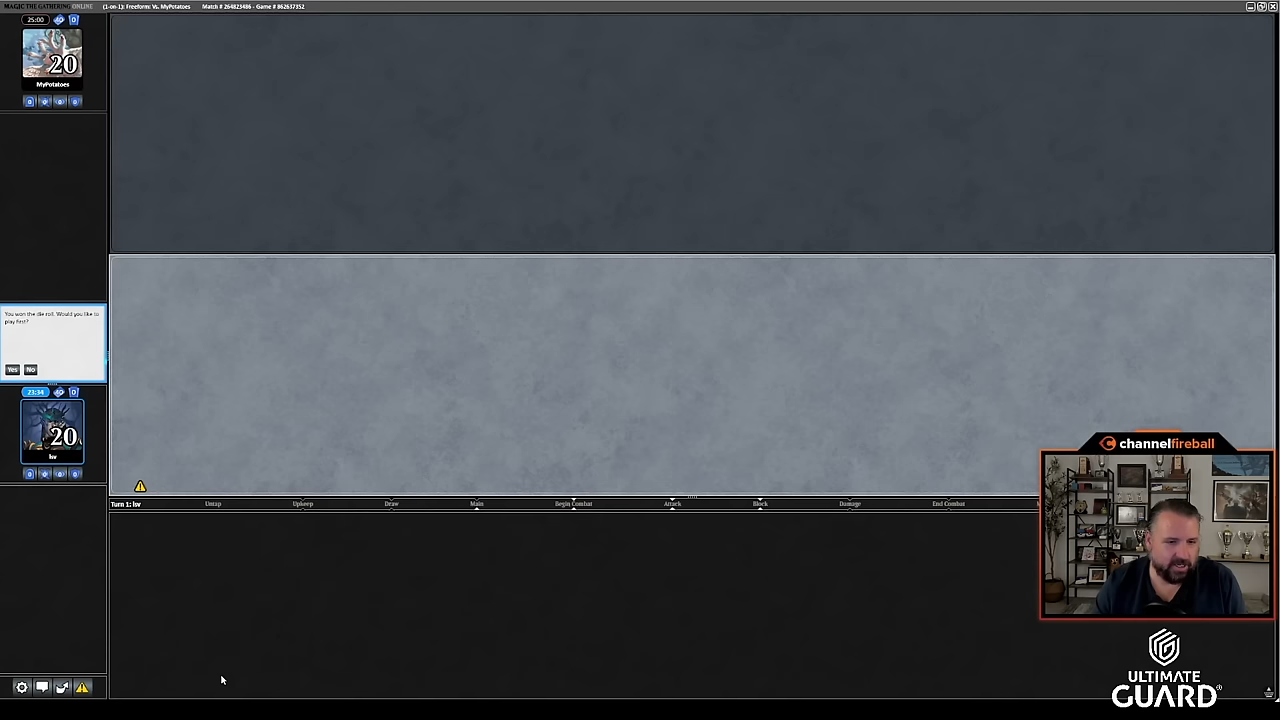 MAGIC THE GATHERING ONLINE (1-on-1): Freeform: Vs. MyPotatoes Match # 264823486 - Game # 862637352
25:00
20
MyPotatoes
You won the die roll. Would you like to
play first?
Yes No
23:34
20
lsv
Turn 1: lsv Untap Upkeep Draw Main Begin Combat Attack Block Damage End Combat
channelfireball
ULTIMATE
GUARD®